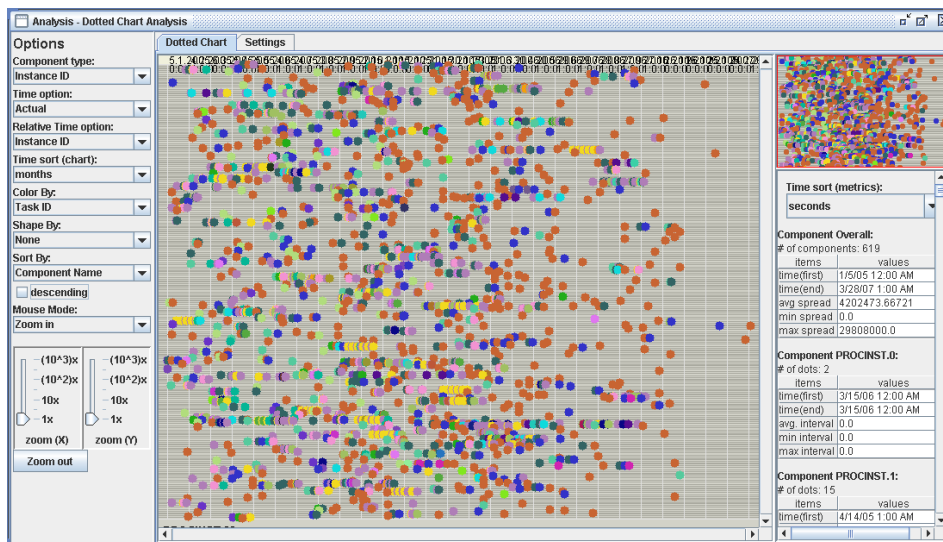 Analysis - Dotted Chart Analysis
Options
Component type:
Instance ID
Time option:
Actual
Relative Time option:
Instance ID
Time sort (chart):
months
Color By:
Task ID
Shape By:
None
Sort By:
Component Name
descending
Mouse Mode:
Zoom in
(10^3)x (10^3)x
(10^2)x (10^2)x
10x 10x
1x 1x
zoom (X) zoom (Y)
Zoom out
Dotted Chart Settings
Time sort (metrics):
seconds
Component Overall:
# of components: 619
items values
time(first) 1/5/05 12:00 AM
time(end) 3/28/07 1:00 AM
avg spread 4202473.66721
min spread 0.0
max spread 29808000.0
Component PROCINST.0:
# of dots: 2
items values
time(first) 3/15/06 12:00 AM
time(end) 3/15/06 12:00 AM
avg. interval 0.0
min interval 0.0
max interval 0.0
Component PROCINST.1:
# of dots: 15
items values
time(first) 4/14/05 1:00 AM